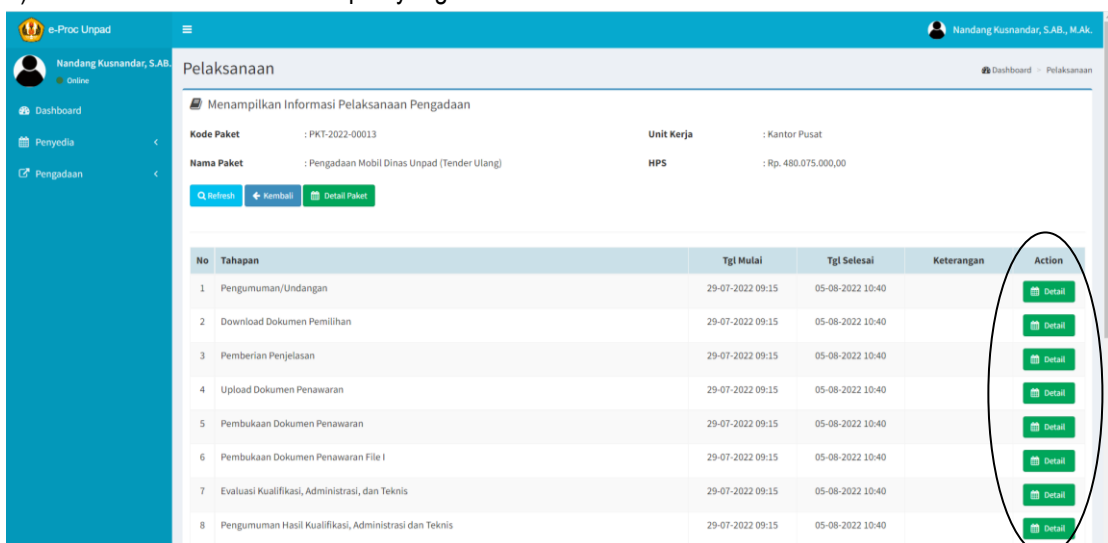 e-Proc Unpad
Nandang Kusnandar, S.AB., M.Ak.
Nandang Kusnandar, S.AB.
Online
Dashboard
Penyedia
Pengadaan
Pelaksanaan
Dashboard > Pelaksanaan
Menampilkan Informasi Pelaksanaan Pengadaan
Kode Paket : PKT-2022-00013 Unit Kerja : Kantor Pusat
Nama Paket : Pengadaan Mobil Dinas Unpad (Tender Ulang) HPS : Rp. 480.075.000,00
Refresh Kembali Detail Paket
No Tahapan Tgl Mulai Tgl Selesai Keterangan Action
1 Pengumuman/Undangan 29-07-2022 09:15 05-08-2022 10:40 Detail
2 Download Dokumen Pemilihan 29-07-2022 09:15 05-08-2022 10:40 Detail
3 Pemberian Penjelasan 29-07-2022 09:15 05-08-2022 10:40 Detail
4 Upload Dokumen Penawaran 29-07-2022 09:15 05-08-2022 10:40 Detail
5 Pembukaan Dokumen Penawaran 29-07-2022 09:15 05-08-2022 10:40 Detail
6 Pembukaan Dokumen Penawaran File I 29-07-2022 09:15 05-08-2022 10:40 Detail
7 Evaluasi Kualifikasi, Administrasi, dan Teknis 29-07-2022 09:15 05-08-2022 10:40 Detail
8 Pengumuman Hasil Kualifikasi, Administrasi dan Teknis 29-07-2022 09:15 05-08-2022 10:40 Detail